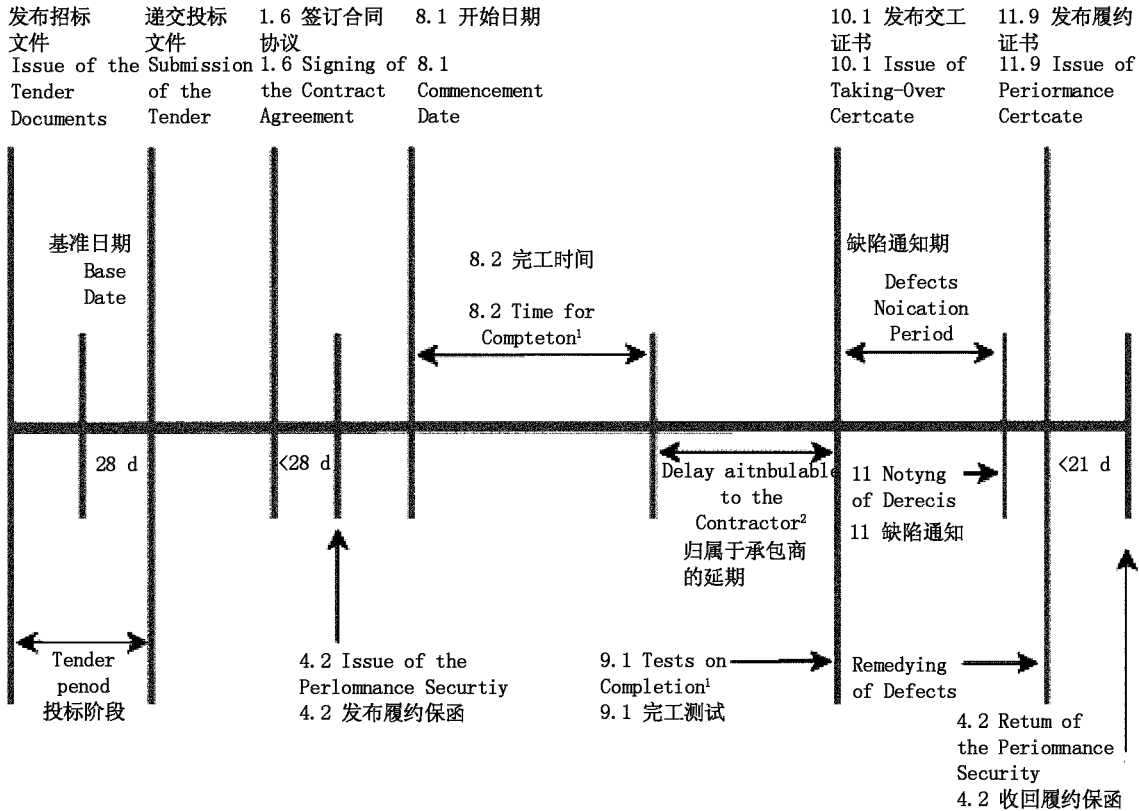 发布招标
文件
Issue of the
Tender
Documents
递交投标
文件
Submission
of the
Tender
1.6 签订合同
协议
1.6 Signing of
the Contract
Agreement
8.1 开始日期
8.1
Commencement
Date
10.1 发布交工
证书
10.1 Issue of
Taking-Over
Certcate
11.9 发布履约
证书
11.9 Issue of
Periormance
Certcate
基准日期
Base
Date
8.2 完工时间
8.2 Time for
Compteton¹
缺陷通知期
Defects
Noication
Period
28 d
<28 d
Delay aitnbulable
to the
Contractor²
归属于承包商
的延期
11 Notyng
of Derecis
11 缺陷通知
<21 d
Tender
penod
投标阶段
4.2 Issue of the
Perlomnance Securtiy
4.2 发布履约保函
9.1 Tests on
Completion¹
9.1 完工测试
Remedying
of Defects
4.2 Retum of
the Periomnance
Security
4.2 收回履约保函